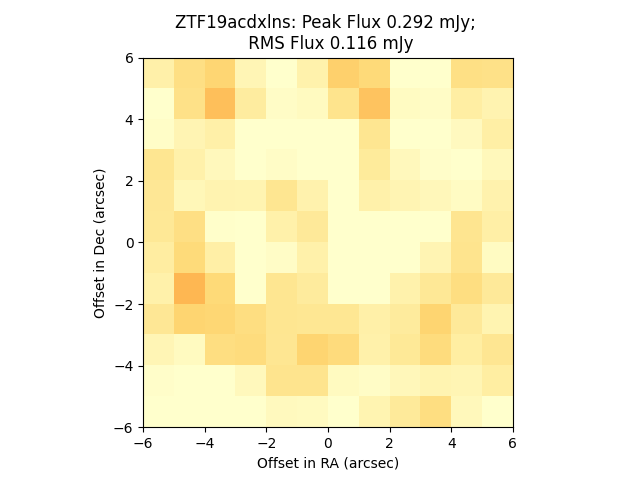 ZTF19acdxlns: Peak Flux 0.292 mJy;
RMS Flux 0.116 mJy
6
4
2
0
−2
−4
−6
Offset in Dec (arcsec)
−6 −4 −2 0 2 4 6
Offset in RA (arcsec)